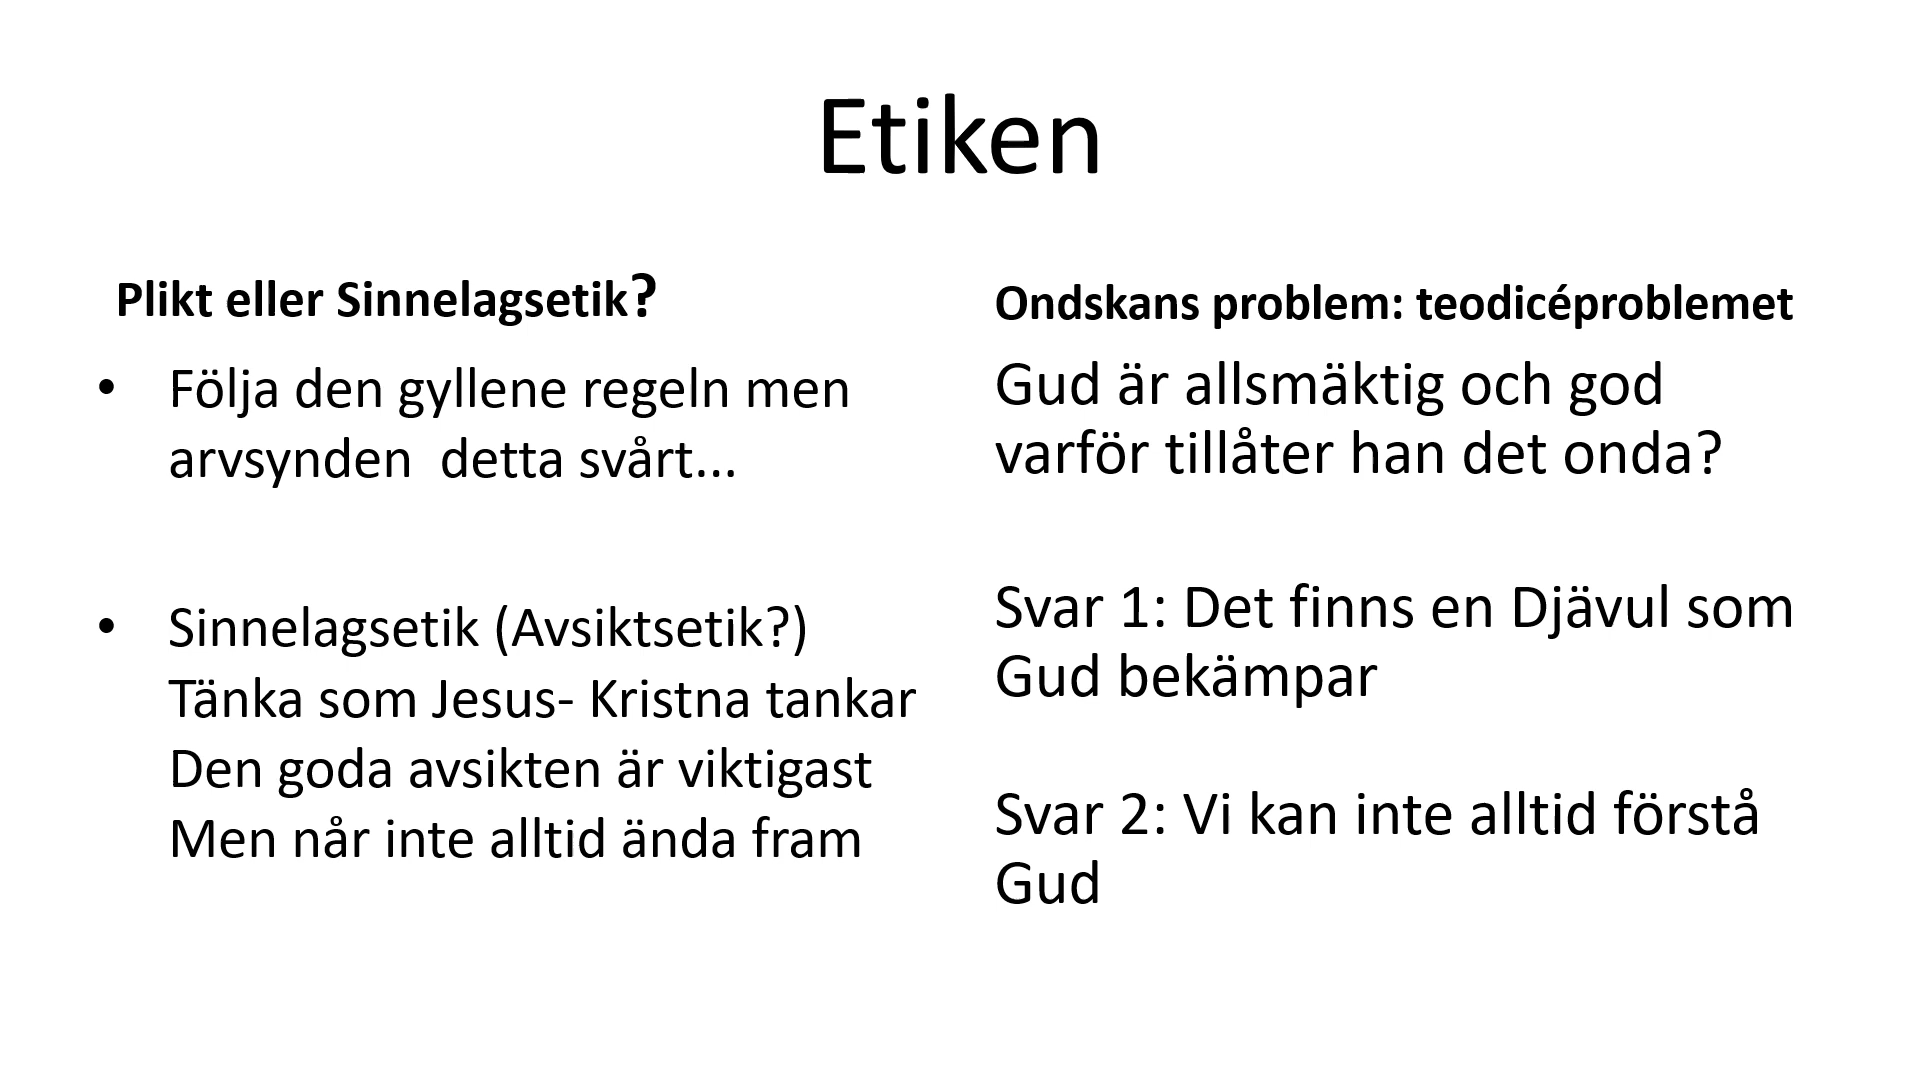 Etiken
Plikt eller Sinnelagsetik?
• Följa den gyllene regeln men
arvsynden  detta svårt...
• Sinnelagsetik (Avsiktsetik?)
Tänka som Jesus- Kristna tankar
Den goda avsikten är viktigast
Men når inte alltid ända fram
Ondskans problem: teodicéproblemet
Gud är allsmäktig och god
varför tillåter han det onda?
Svar 1: Det finns en Djävul som
Gud bekämpar
Svar 2: Vi kan inte alltid förstå
Gud